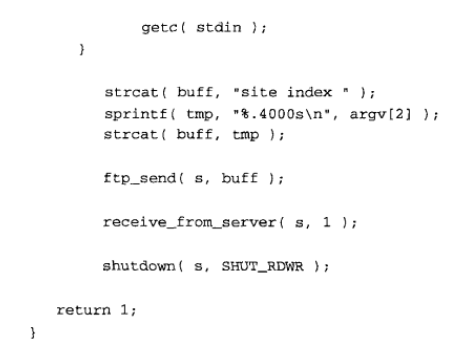 getc( stdin );
}
strcat( buff, "site index " );
sprintf( tmp, "%.4000s\n", argv[2] );
strcat( buff, tmp );
ftp_send( s, buff );
receive_from_server( s, 1 );
shutdown( s, SHUT_RDWR );
return 1;
}